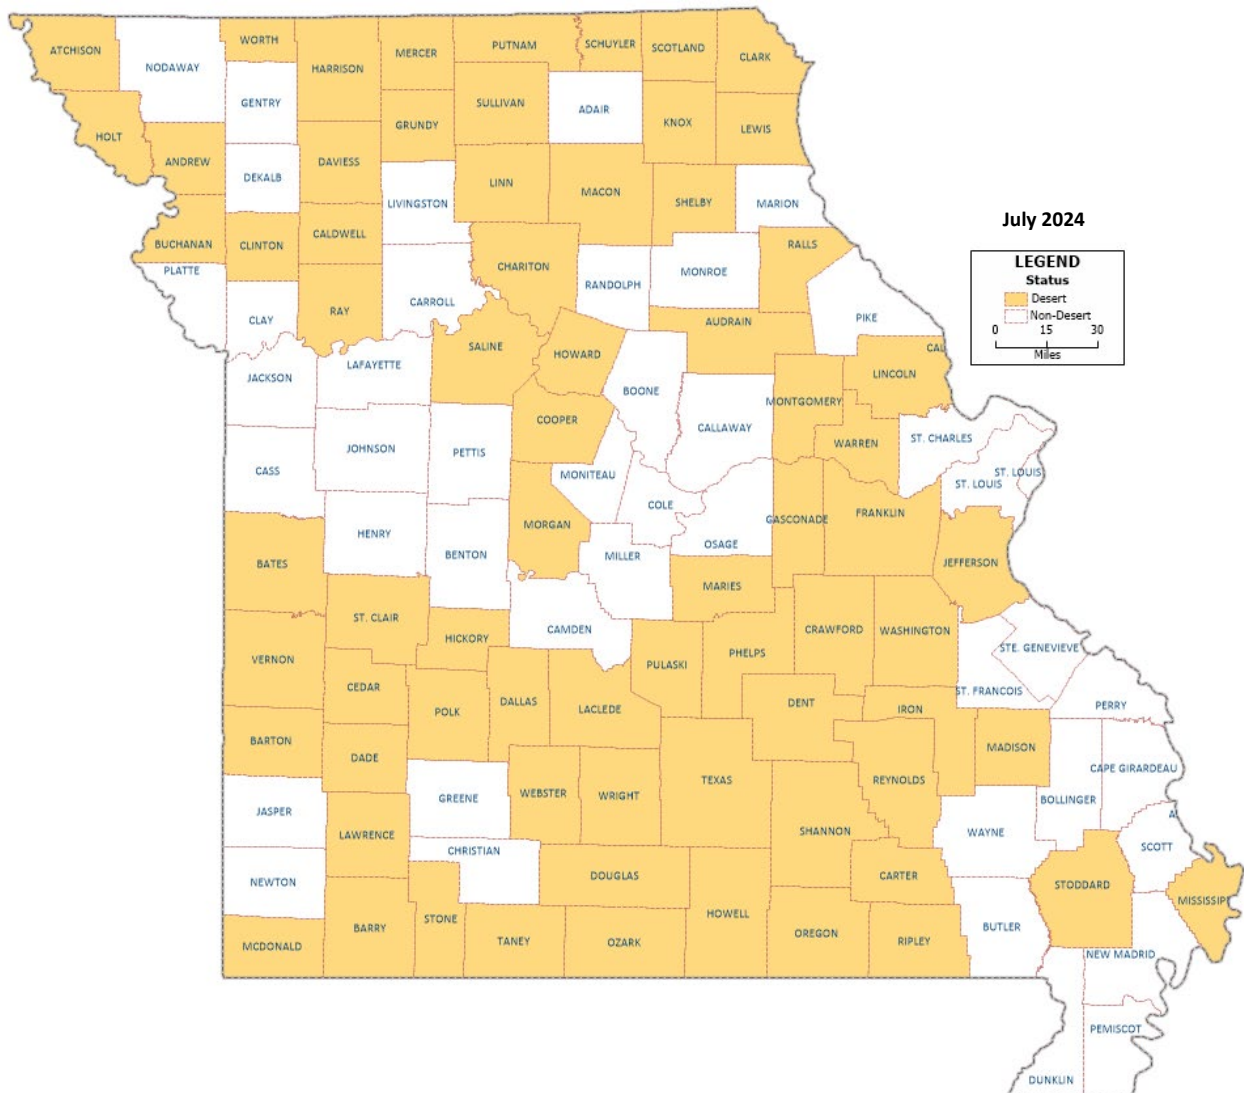 ATCHISON
NODAWAY
WORTH
GENTRY
HARRISON
MERCER
PUTNAM
SCHUYLER
SCOTLAND
CLARK
SULLIVAN
ADAIR
KNOX
LEWIS
HOLT
ANDREW
DEKALB
DAVIESS
GRUNDY
LIVINGSTON
LINN
MACON
SHELBY
MARION
BUCHANAN
CLINTON
CALDWELL
CHARITON
RANDOLPH
MONROE
RALLS
PLATTE
CLAY
RAY
CARROLL
AUDRAIN
PIKE
July 2024
LEGEND
Status
Desert
Non-Desert
0 15 30
Miles
JACKSON
LAFAYETTE
SALINE
HOWARD
BOONE
CALLAWAY
MONTGOMERY
LINCOLN
CAL
WARREN
ST. CHARLES
ST. LOUIS
ST. LOUIS
CASS
JOHNSON
PETTIS
COOPER
MONITEAU
COLE
OSAGE
GASCONADE
FRANKLIN
JEFFERSON
BATES
HENRY
BENTON
MORGAN
MILLER
MARIES
ST. CLAIR
HICKORY
CAMDEN
PULASKI
PHELPS
CRAWFORD
WASHINGTON
STE. GENEVIEVE
ST. FRANCOIS
PERRY
VERNON
CEDAR
POLK
DALLAS
LACLEDE
DENT
IRON
MADISON
BARTON
DADE
GREENE
WEBSTER
WRIGHT
TEXAS
REYNOLDS
BOLLINGER
CAPE GIRARDEAU
JASPER
LAWRENCE
CHRISTIAN
SHANNON
WAYNE
SCOTT
NEWTON
DOUGLAS
CARTER
STODDARD
MISSISSIPI
MCDONALD
BARRY
STONE
TANEY
OZARK
HOWELL
OREGON
RIPLEY
BUTLER
NEW MADRID
PEMISCOT
DUNKLIN